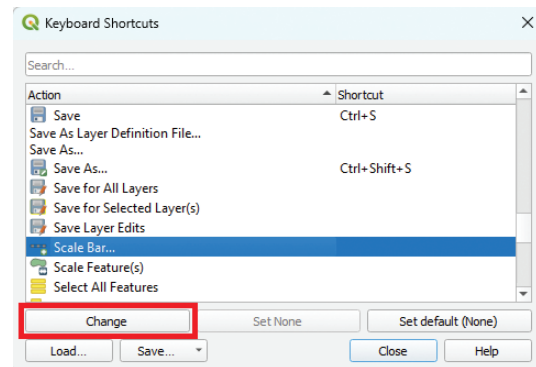 Keyboard Shortcuts
Search...
Action Shortcut
Save Ctrl+S
Save As Layer Definition File...
Save As...
Save As... Ctrl+Shift+S
Save for All Layers
Save for Selected Layer(s)
Save Layer Edits
Scale Bar...
Scale Feature(s)
Select All Features
Change Set None Set default (None)
Load... Save... Close Help